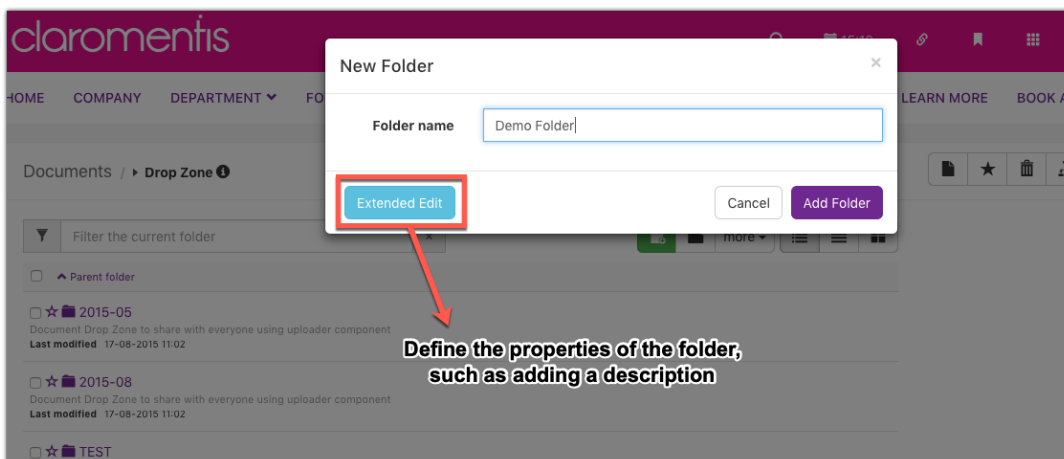 claromentis
New Folder
×
HOME COMPANY DEPARTMENT FO
LEARN MORE BOOK A
Folder name Demo Folder
Documents / ▸ Drop Zone
Extended Edit Cancel Add Folder
Filter the current folder
more
Parent folder
2015-05
Document Drop Zone to share with everyone using uploader component
Last modified 17-08-2015 11:02
Define the properties of the folder,
such as adding a description
2015-08
Document Drop Zone to share with everyone using uploader component
Last modified 17-08-2015 11:02
TEST